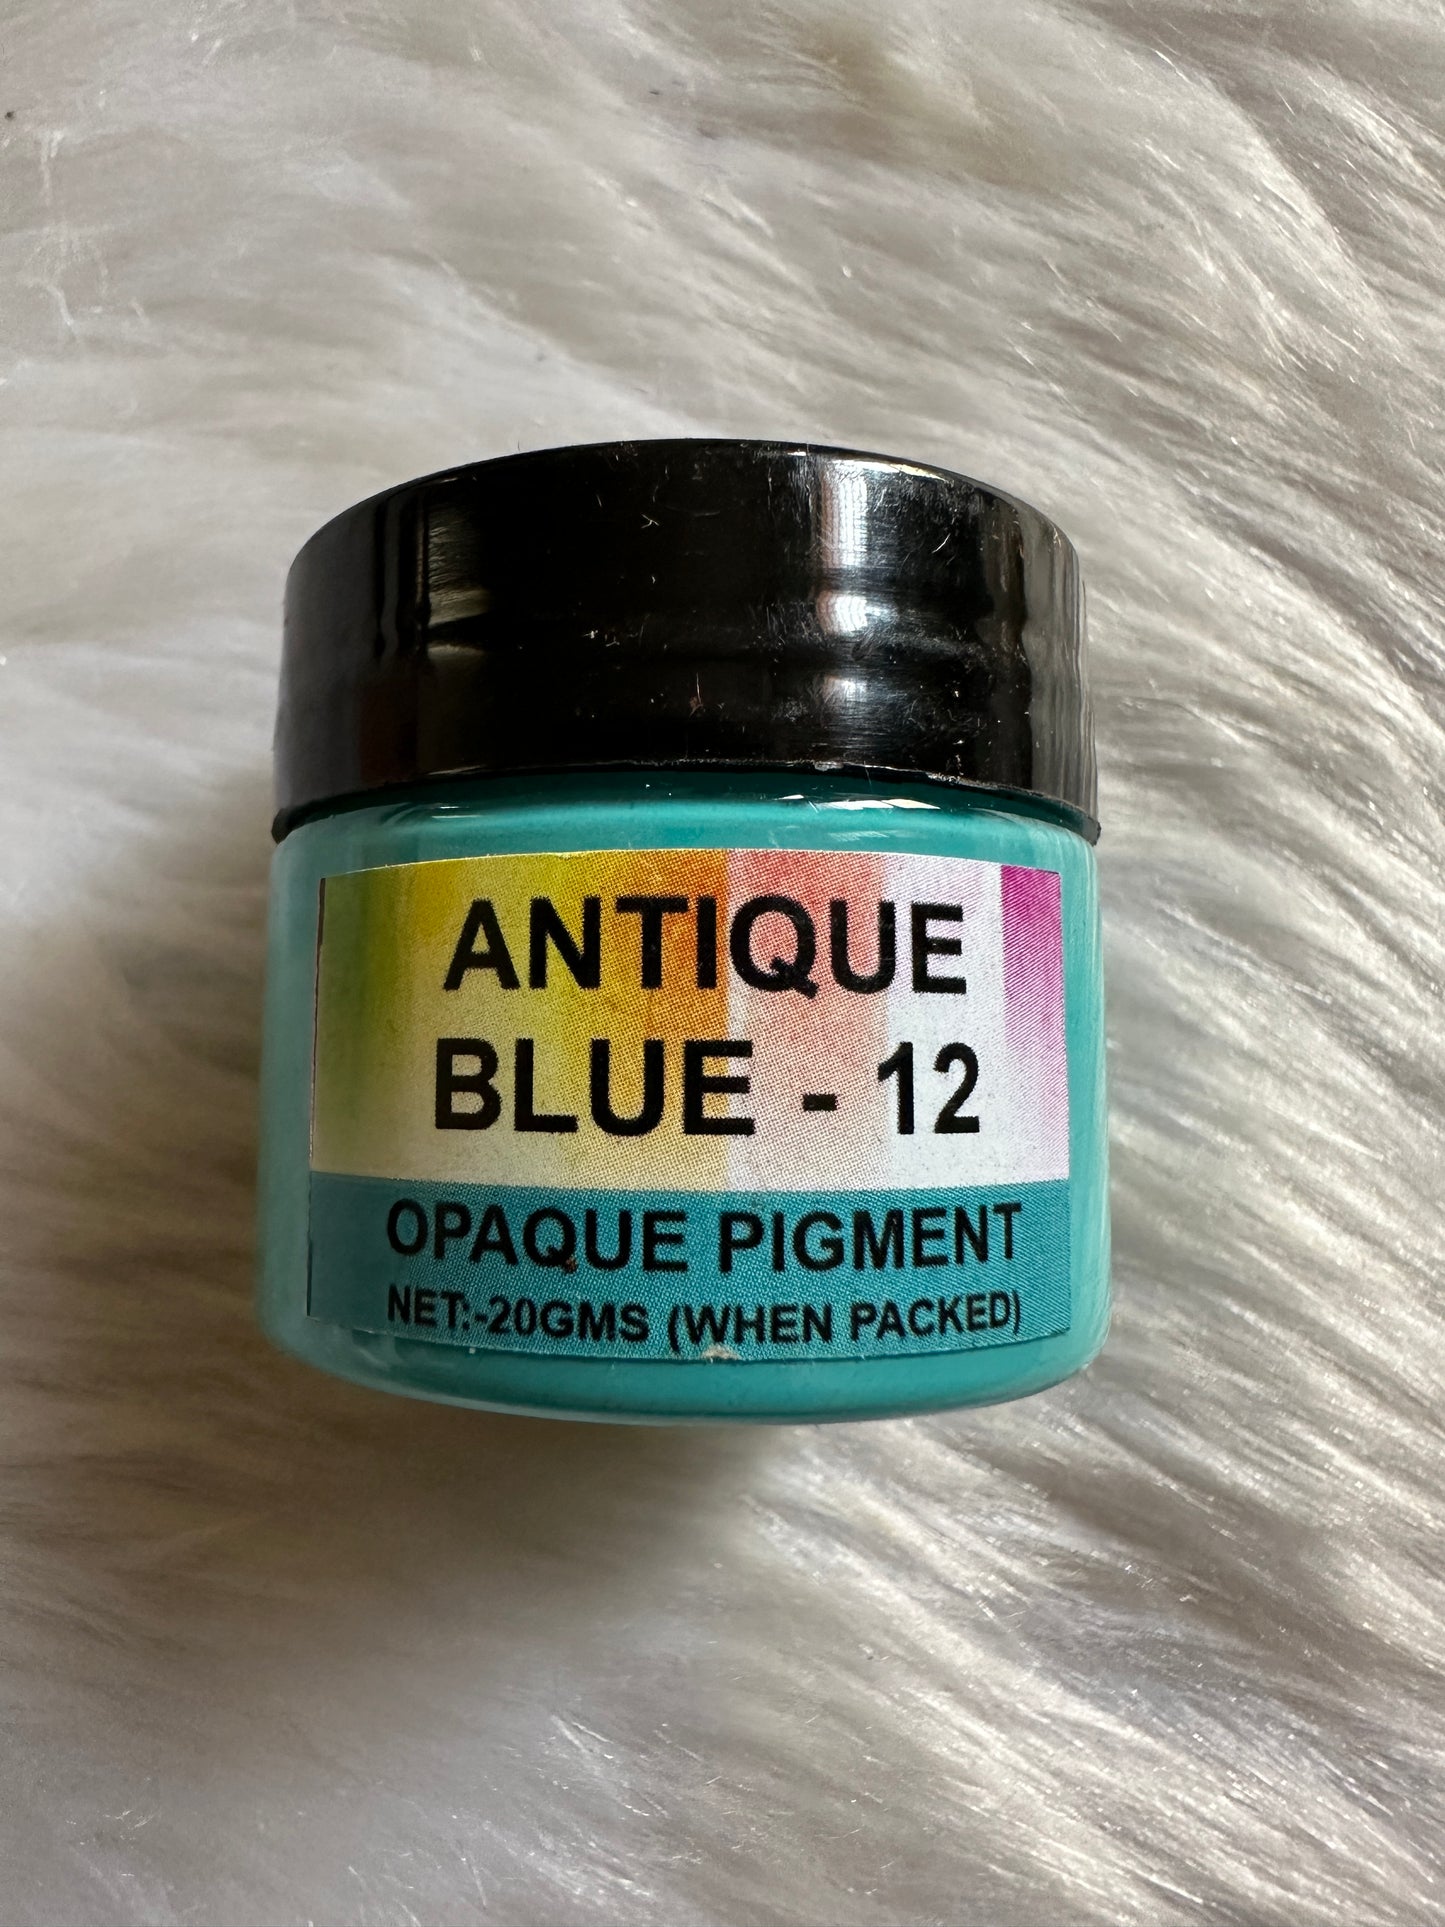 ANTIQUE
BLUE - 12
OPAQUE PIGMENT
NET:-20GMS (WHEN PACKED)